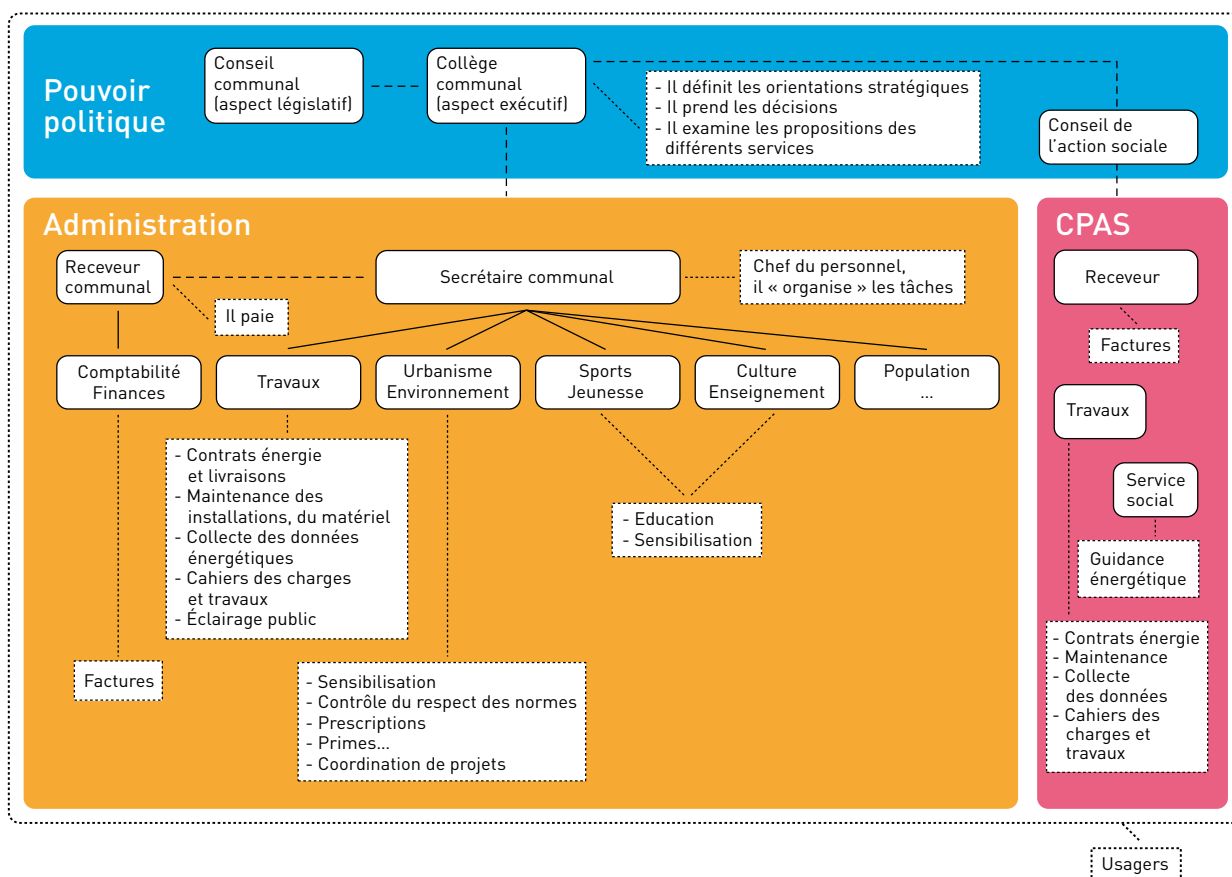 Pouvoir
politique
Conseil
communal
(aspect législatif)
Collège
communal
(aspect exécutif)
- Il définit les orientations stratégiques
- Il prend les décisions
- Il examine les propositions des
différents services
Conseil de
l'action sociale
Administration
Receveur
communal
Il paie
Secrétaire communal
Chef du personnel,
il « organise » les tâches
Comptabilité
Finances
Travaux
Urbanisme
Environnement
Sports
Jeunesse
Culture
Enseignement
Population
...
- Contrats énergie
et livraisons
- Maintenance des
installations, du matériel
- Collecte des données
énergétiques
- Cahiers des charges
et travaux
- Éclairage public
- Education
- Sensibilisation
Factures
- Sensibilisation
- Contrôle du respect des normes
- Prescriptions
- Primes...
- Coordination de projets
CPAS
Receveur
Factures
Travaux
Service
social
Guidance
énergétique
- Contrats énergie
- Maintenance
- Collecte
des données
- Cahiers des
charges et
travaux
Usagers